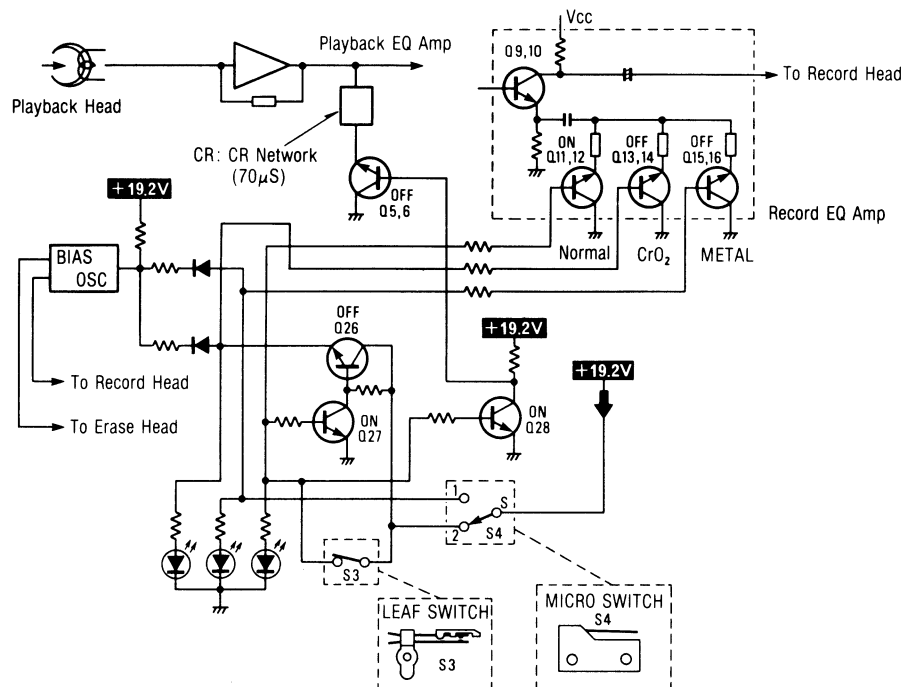 Playback Head
Playback EQ Amp
CR: CR Network
(70μS)
OFF
Q5,6
Vcc
Q9,10
To Record Head
ON
Q11,12
OFF
Q13,14
OFF
Q15,16
Record EQ Amp
Normal
CrO₂
METAL
+19.2V
BIAS
OSC
To Record Head
To Erase Head
OFF
Q26
ON
Q27
+19.2V
ON
Q28
+19.2V
1
2
S
S4
S3
LEAF SWITCH
S3
MICRO SWITCH
S4